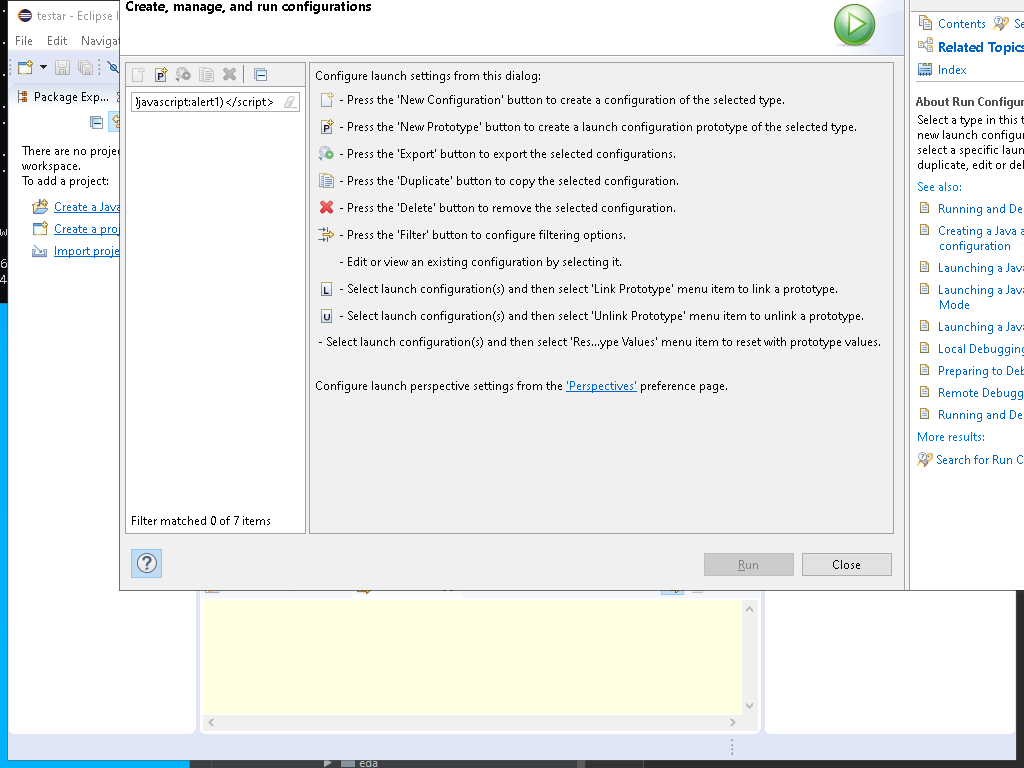 Create, manage, and run configurations
testar - Eclipse I
File Edit Navigat
Package Exp...
There are no projec
workspace.
To add a project:
Create a Java
Create a proj
Import proje
)javascript:alert1)</script>
Filter matched 0 of 7 items
Configure launch settings from this dialog:
- Press the 'New Configuration' button to create a configuration of the selected type.
- Press the 'New Prototype' button to create a launch configuration prototype of the selected type.
- Press the 'Export' button to export the selected configurations.
- Press the 'Duplicate' button to copy the selected configuration.
- Press the 'Delete' button to remove the selected configuration.
- Press the 'Filter' button to configure filtering options.
- Edit or view an existing configuration by selecting it.
- Select launch configuration(s) and then select 'Link Prototype' menu item to link a prototype.
- Select launch configuration(s) and then select 'Unlink Prototype' menu item to unlink a prototype.
- Select launch configuration(s) and then select 'Res...ype Values' menu item to reset with prototype values.
Configure launch perspective settings from the 'Perspectives' preference page.
Run Close
Contents Se
Related Topics
Index
About Run Configur
Select a type in this t
new launch configur
select a specific laun
duplicate, edit or del
See also:
Running and De
Creating a Java a
configuration
Launching a Java
Launching a Java
Mode
Launching a Java
Local Debugging
Preparing to Deb
Remote Debugg
Running and De
More results:
Search for Run C
eda